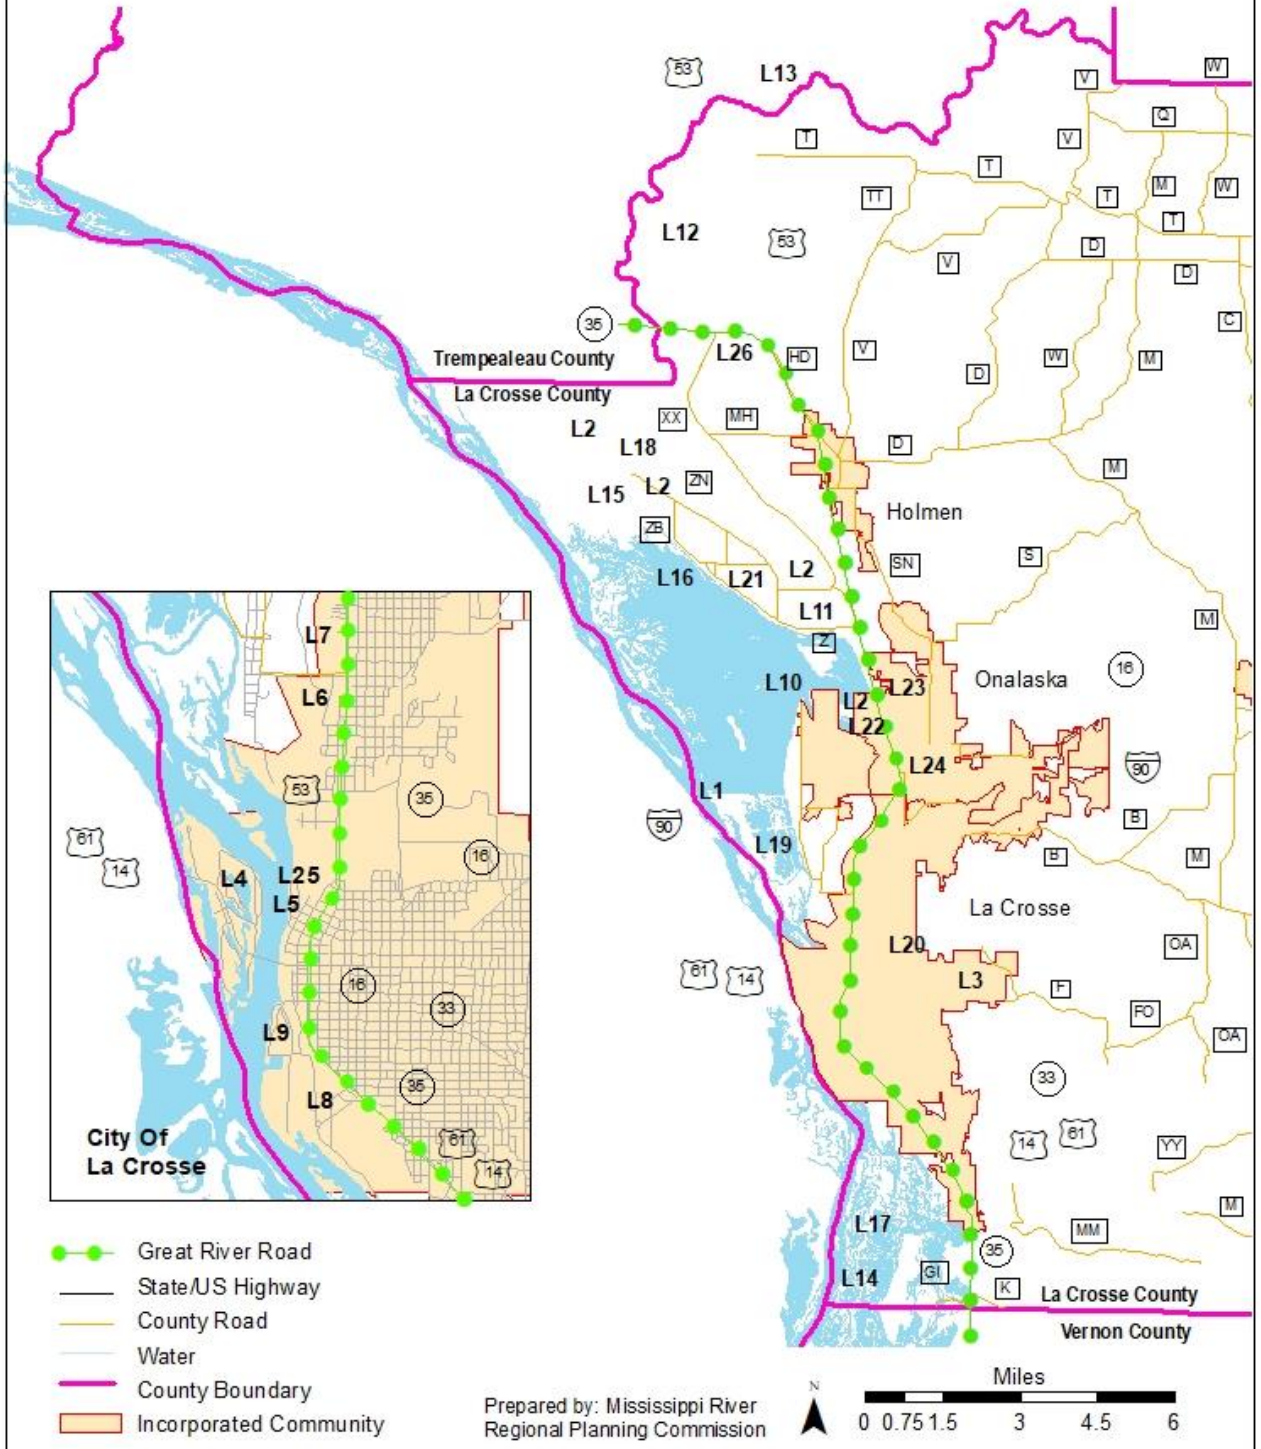 53
L13
W
V
Q
T
V
T
TT
T
M
W
T
L12
53
D
V
D
C
35
L26
HD
V
W
M
Trempealeau County
D
La Crosse County
XX
MH
L2
L18
D
M
ZN
L15
L2
Holmen
ZB
SN
S
L16
L21
L2
L11
M
Z
L7
L10
L23
Onalaska
16
L6
L2
L22
L24
90
53
35
L1
90
B
61
14
16
L19
B
M
L4
L25
L5
La Crosse
L20
OA
61
14
L3
16
33
F
FO
L9
OA
35
33
L8
City Of
La Crosse
61
14
14
61
YY
M
L17
MM
35
Great River Road
GI
L14
K
State/US Highway
La Crosse County
County Road
Vernon County
Water
County Boundary
Miles
Incorporated Community
Prepared by: Mississippi River
Regional Planning Commission
N
0 0.75 1.5 3 4.5 6